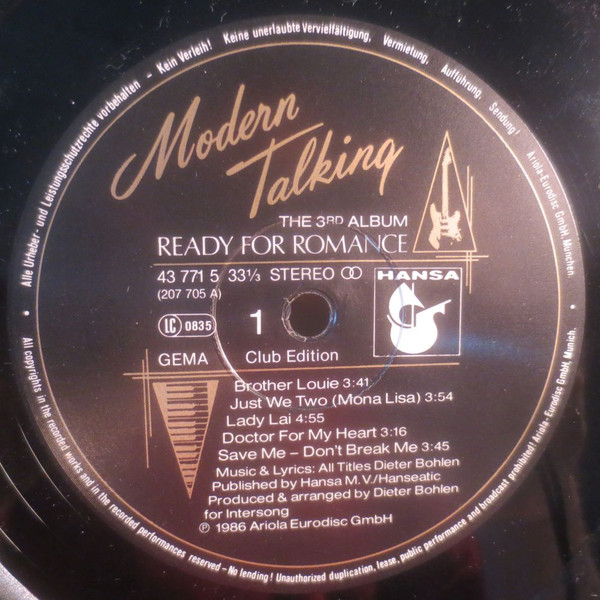 Alle Urheber- und Leistungsschutzrechte vorbehalten – Kein Verleih! Keine unerlaubte Vervielfältigung, Vermietung, Aufführung, Sendung! Ariola-Eurodisc GmbH, München.
Modern
Talking
THE 3RD ALBUM
READY FOR ROMANCE
43 771 5 33⅓ STEREO
(207 705 A)
HANSA
LC 0835
1
GEMA
Club Edition
Brother Louie 3:41
Just We Two (Mona Lisa) 3:54
Lady Lai 4:55
Doctor For My Heart 3:16
Save Me – Don't Break Me 3:45
Music & Lyrics: All Titles Dieter Bohlen
Published by Hansa M.V./Hanseatic
Produced & arranged by Dieter Bohlen
for Intersong
℗ 1986 Ariola Eurodisc GmbH
All copyrights in the recorded works and in the recorded performances reserved – No lending! Unauthorized duplication, lease, public performance and broadcast prohibited! Ariola-Eurodisc GmbH, Munich.